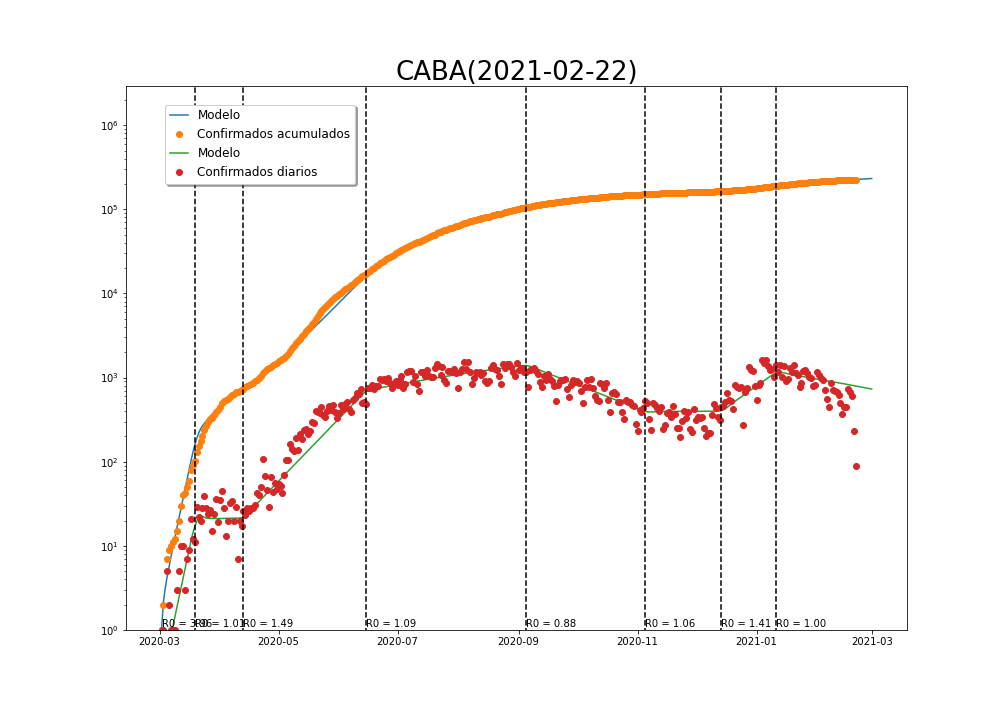 CABA(2021-02-22)
Modelo
Confirmados acumulados
Modelo
Confirmados diarios
10^6
10^5
10^4
10^3
10^2
10^1
10^0
R0 = 3.96 R0 = 1.01 R0 = 1.49 R0 = 1.09 R0 = 0.88 R0 = 1.06 R0 = 1.41 R0 = 1.00
2020-03 2020-05 2020-07 2020-09 2020-11 2021-01 2021-03